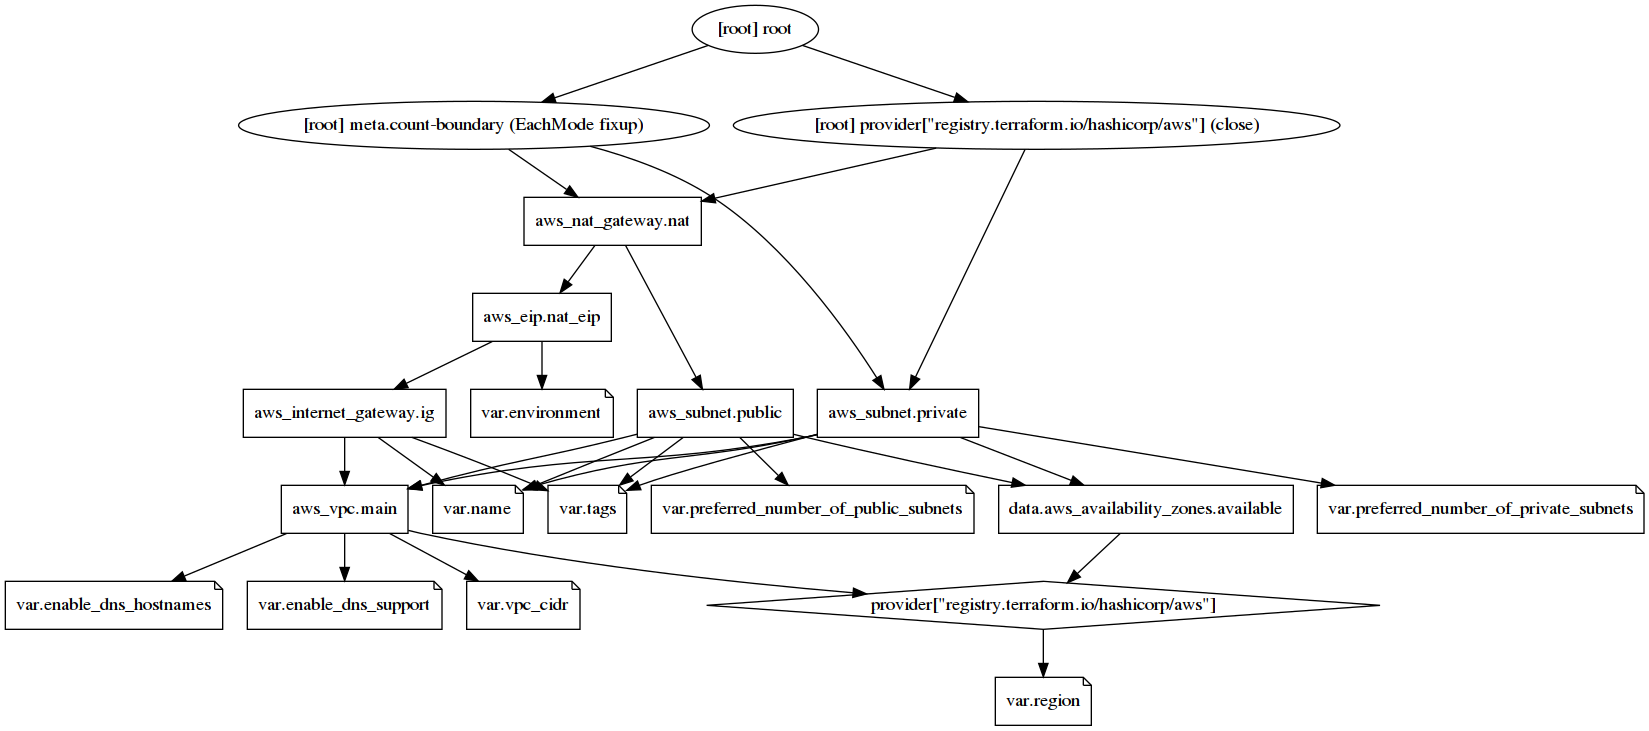 [root] root
[root] meta.count-boundary (EachMode fixup)
[root] provider["registry.terraform.io/hashicorp/aws"] (close)
aws_nat_gateway.nat
aws_eip.nat_eip
aws_internet_gateway.ig
var.environment
aws_subnet.public
aws_subnet.private
aws_vpc.main
var.name
var.tags
var.preferred_number_of_public_subnets
data.aws_availability_zones.available
var.preferred_number_of_private_subnets
var.enable_dns_hostnames
var.enable_dns_support
var.vpc_cidr
provider["registry.terraform.io/hashicorp/aws"]
var.region